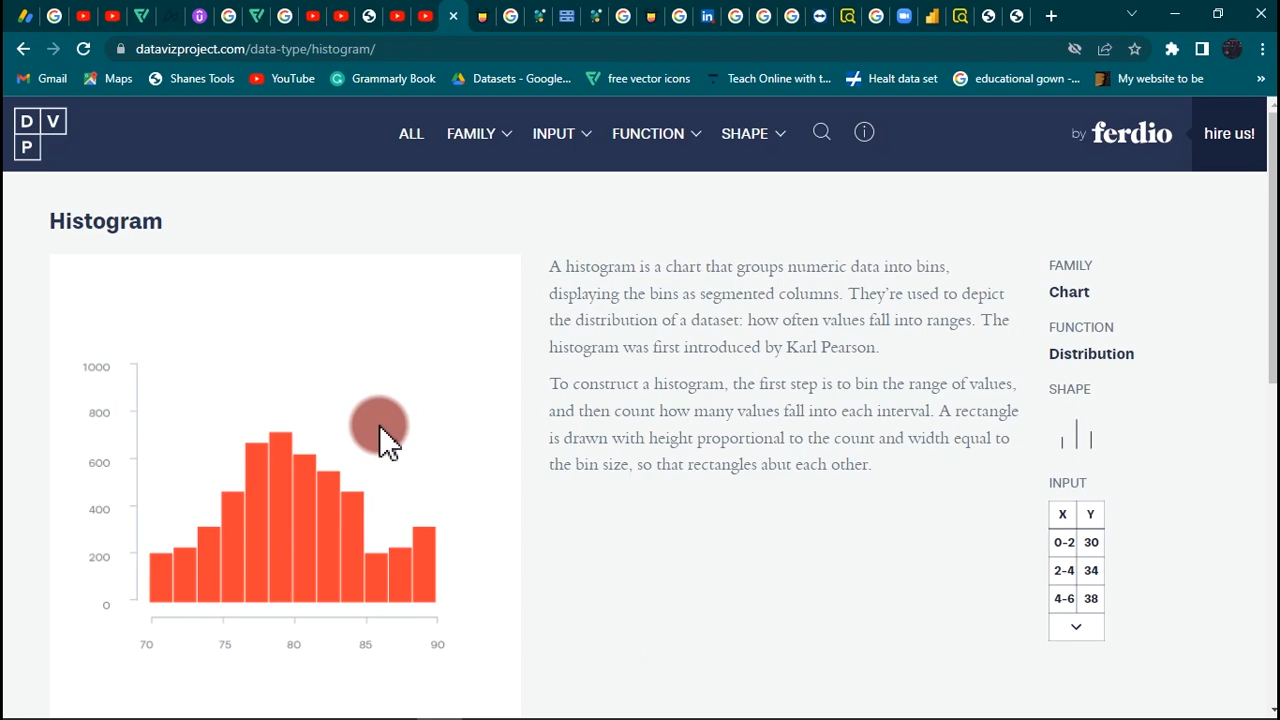 datavizproject.com/data-type/histogram/
Gmail
Maps
Shanes Tools
YouTube
Grammarly Book
Datasets - Google...
free vector icons
Teach Online with t...
Healt data set
educational gown -...
My website to be
»
D V
P
ALL
FAMILY
INPUT
FUNCTION
SHAPE
by ferdio
hire us!
Histogram
A histogram is a chart that groups numeric data into bins,
displaying the bins as segmented columns. They’re used to depict
the distribution of a dataset: how often values fall into ranges. The
histogram was first introduced by Karl Pearson.
To construct a histogram, the first step is to bin the range of values,
and then count how many values fall into each interval. A rectangle
is drawn with height proportional to the count and width equal to
the bin size, so that rectangles abut each other.
FAMILY
Chart
FUNCTION
Distribution
SHAPE
INPUT
X Y
0-2 30
2-4 34
4-6 38
1000
800
600
400
200
0
70 75 80 85 90